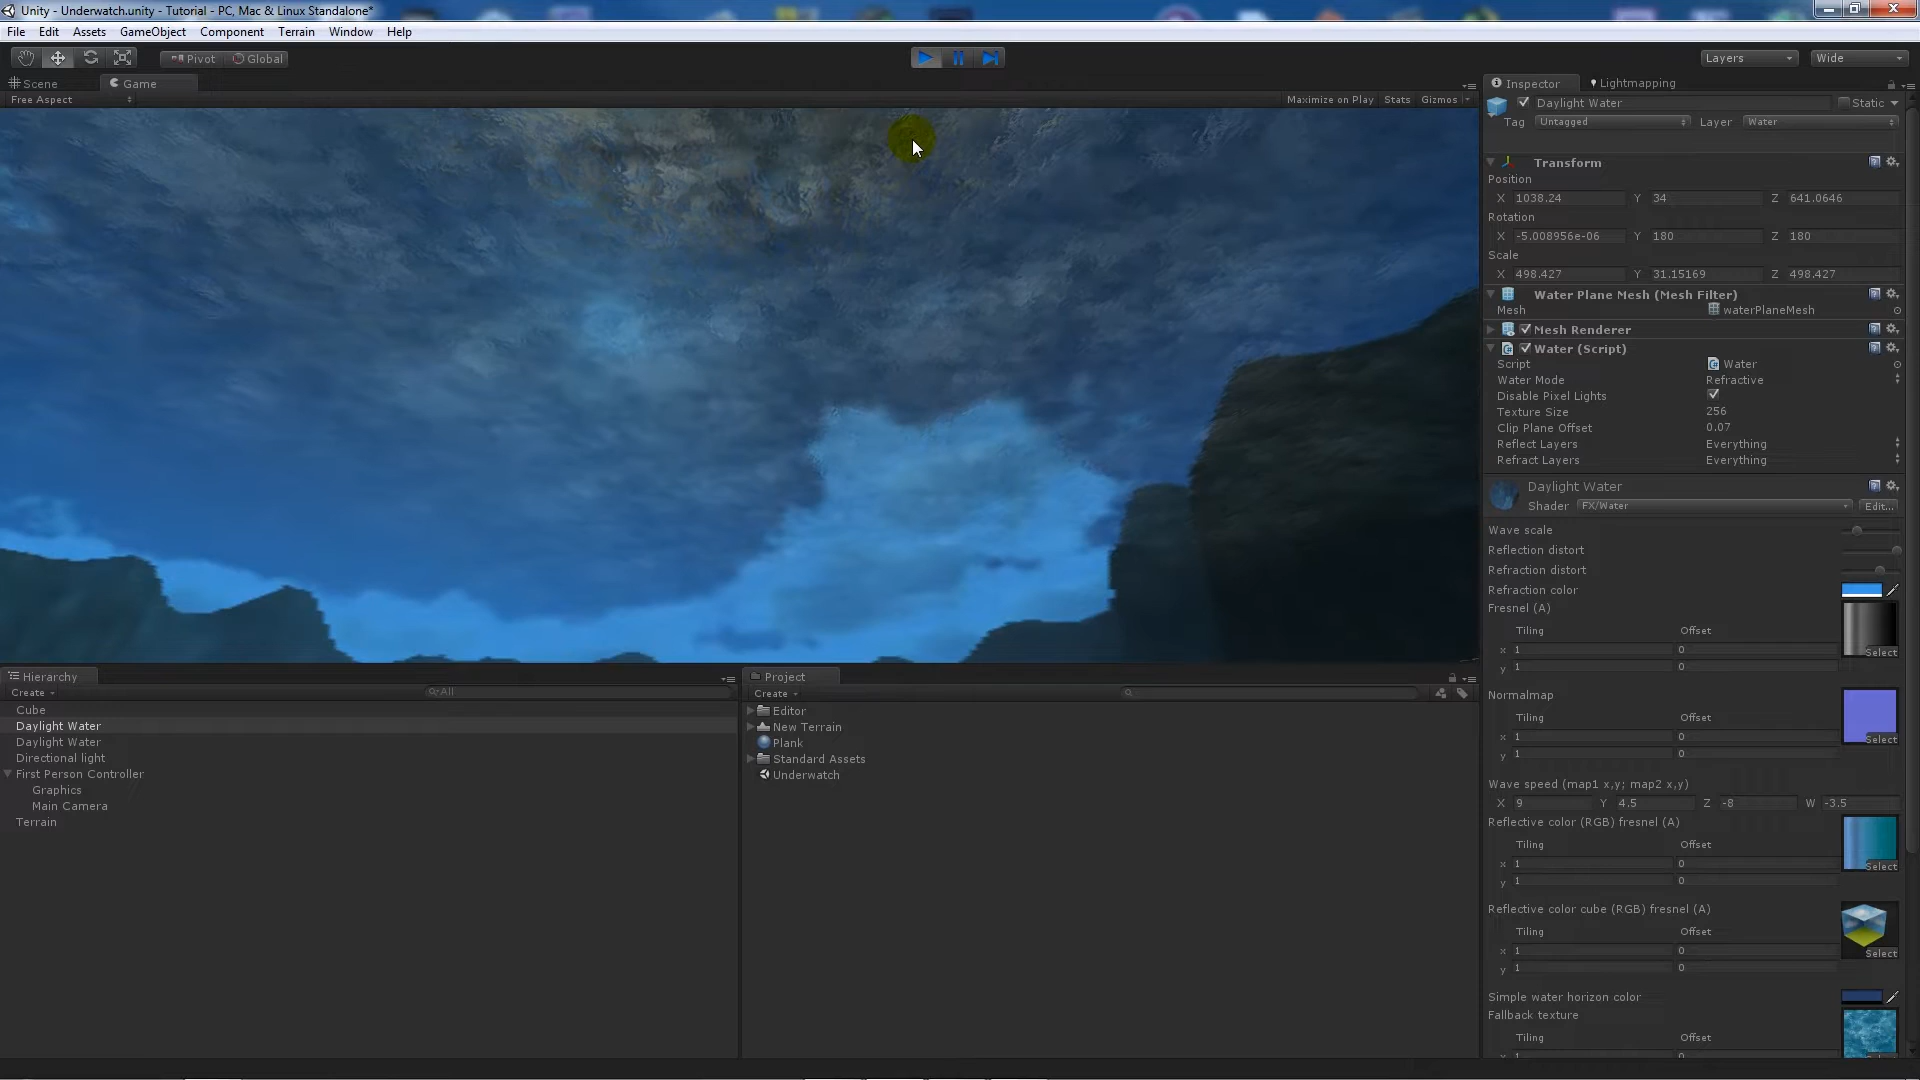 Unity - Underwatch.unity - Tutorial - PC, Mac & Linux Standalone*
File Edit Assets GameObject Component Terrain Window Help
Pivot Global Layers Wide
Scene Game
Free Aspect Maximize on Play Stats Gizmos
Inspector Lightmapping
Daylight Water Static
Tag Untagged Layer Water
Transform
Position
X 1038.24 Y 34 Z 641.0646
Rotation
X -5.008956e-06 Y 180 Z 180
Scale
X 498.427 Y 31.15169 Z 498.427
Water Plane Mesh (Mesh Filter)
Mesh waterPlaneMesh
Mesh Renderer
Water (Script)
Script Water
Water Mode Refractive
Disable Pixel Lights
Texture Size 256
Clip Plane Offset 0.07
Reflect Layers Everything
Refract Layers Everything
Daylight Water
Shader FX/Water Edit...
Wave scale
Reflection distort
Refraction distort
Refraction color
Fresnel (A)
Tiling Offset
x 1 0
y 1 0
Select
Normalmap
Tiling Offset
x 1 0
y 1 0
Select
Wave speed (map1 x,y; map2 x,y)
X 9 Y 4.5 Z -8 W -3.5
Reflective color (RGB) fresnel (A)
Tiling Offset
x 1 0
y 1 0
Select
Reflective color cube (RGB) fresnel (A)
Tiling Offset
x 1 0
y 1 0
Select
Simple water horizon color
Fallback texture
Tiling Offset
Hierarchy
Create All
Cube
Daylight Water
Daylight Water
Directional light
First Person Controller
Graphics
Main Camera
Terrain
Project
Create
Editor
New Terrain
Plank
Standard Assets
Underwatch